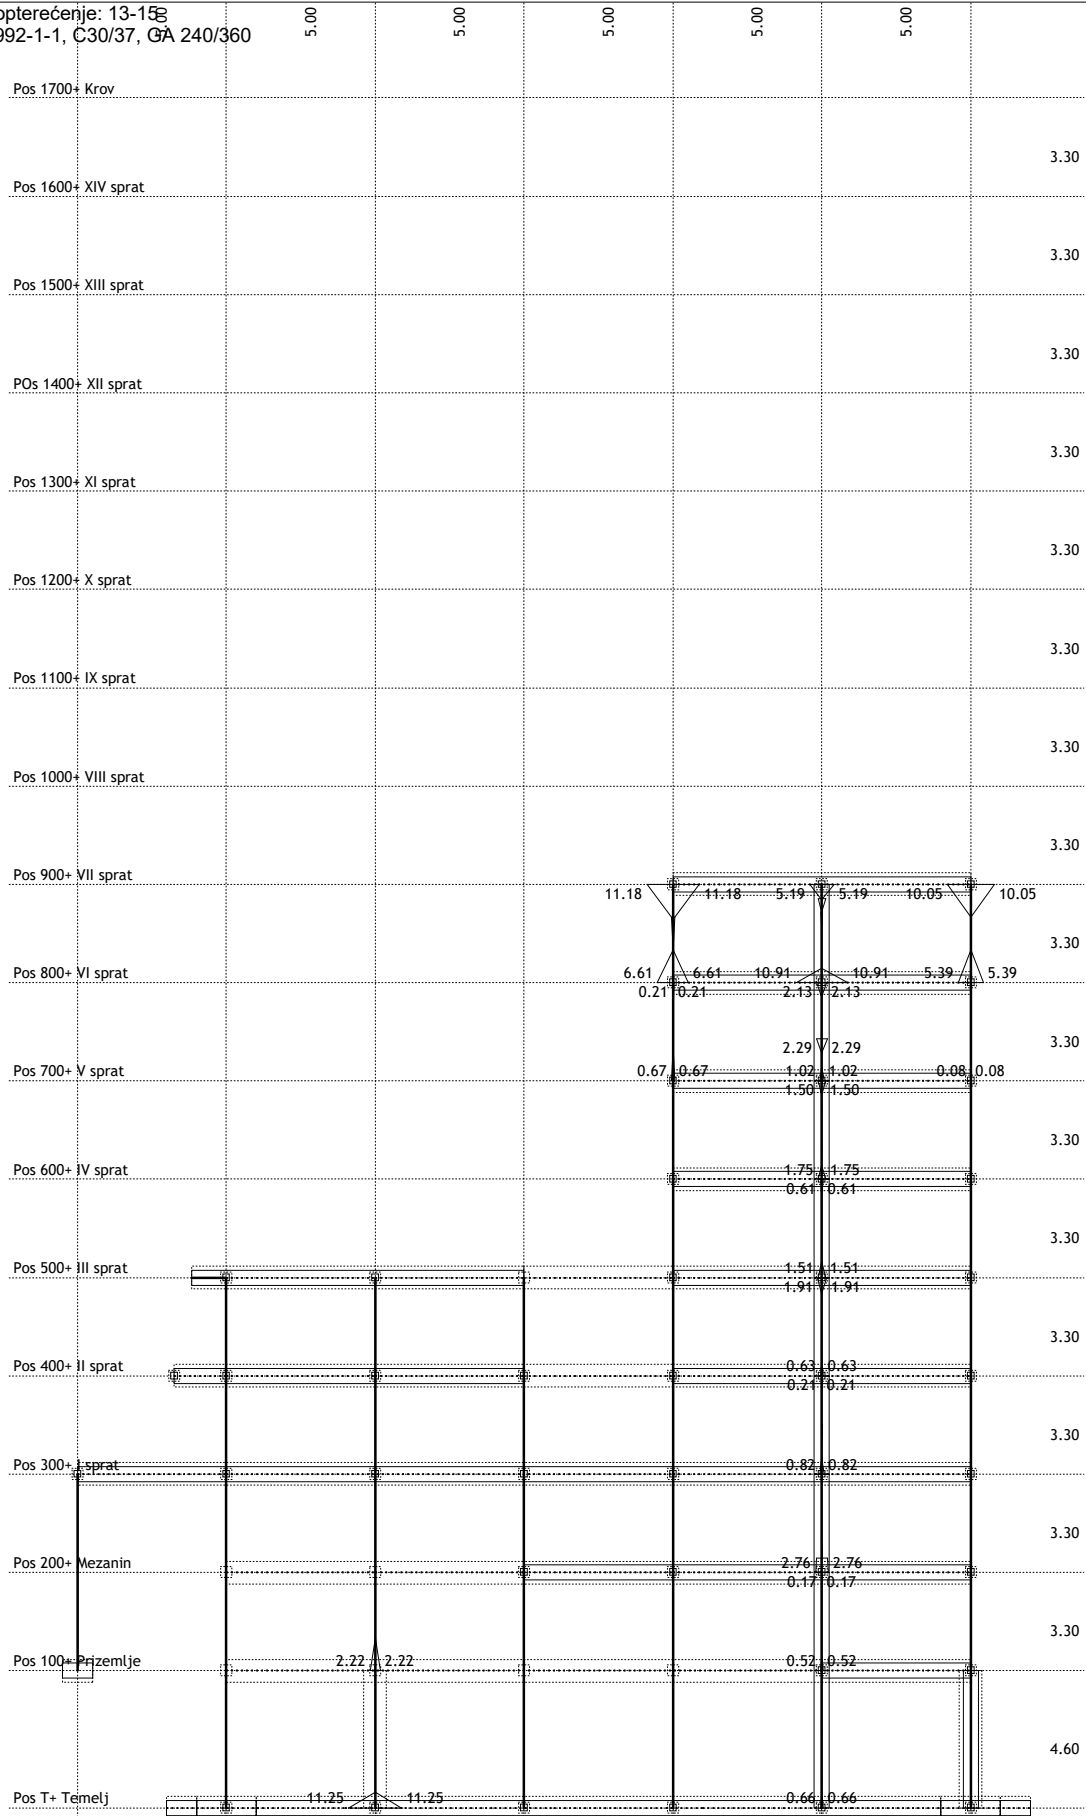 opterećenje: 13-15
992-1-1, C30/37, GA 240/360
5.00 5.00 5.00 5.00 5.00 5.00
Pos 1700+ Krov
3.30
Pos 1600+ XIV sprat
3.30
Pos 1500+ XIII sprat
3.30
POs 1400+ XII sprat
3.30
Pos 1300+ XI sprat
3.30
Pos 1200+ X sprat
3.30
Pos 1100+ IX sprat
3.30
Pos 1000+ VIII sprat
3.30
Pos 900+ VII sprat
11.18 11.18 5.19 5.19 10.05 10.05
3.30
Pos 800+ VI sprat
6.61 6.61 10.91 10.91 5.39 5.39
0.21 0.21 2.13 2.13
3.30
2.29 2.29
Pos 700+ V sprat
0.67 0.67 1.02 1.02 0.08 0.08
1.50 1.50
3.30
Pos 600+ IV sprat
1.75 1.75
0.61 0.61
3.30
Pos 500+ III sprat
1.51 1.51
1.91 1.91
3.30
Pos 400+ II sprat
0.63 0.63
0.21 0.21
3.30
Pos 300+ I sprat
0.82 0.82
3.30
Pos 200+ Mezanin
2.76 2.76
0.17 0.17
3.30
Pos 100+ Prizemlje
2.22 2.22 0.52 0.52
4.60
Pos T+ Temelj
11.25 11.25 0.66 0.66